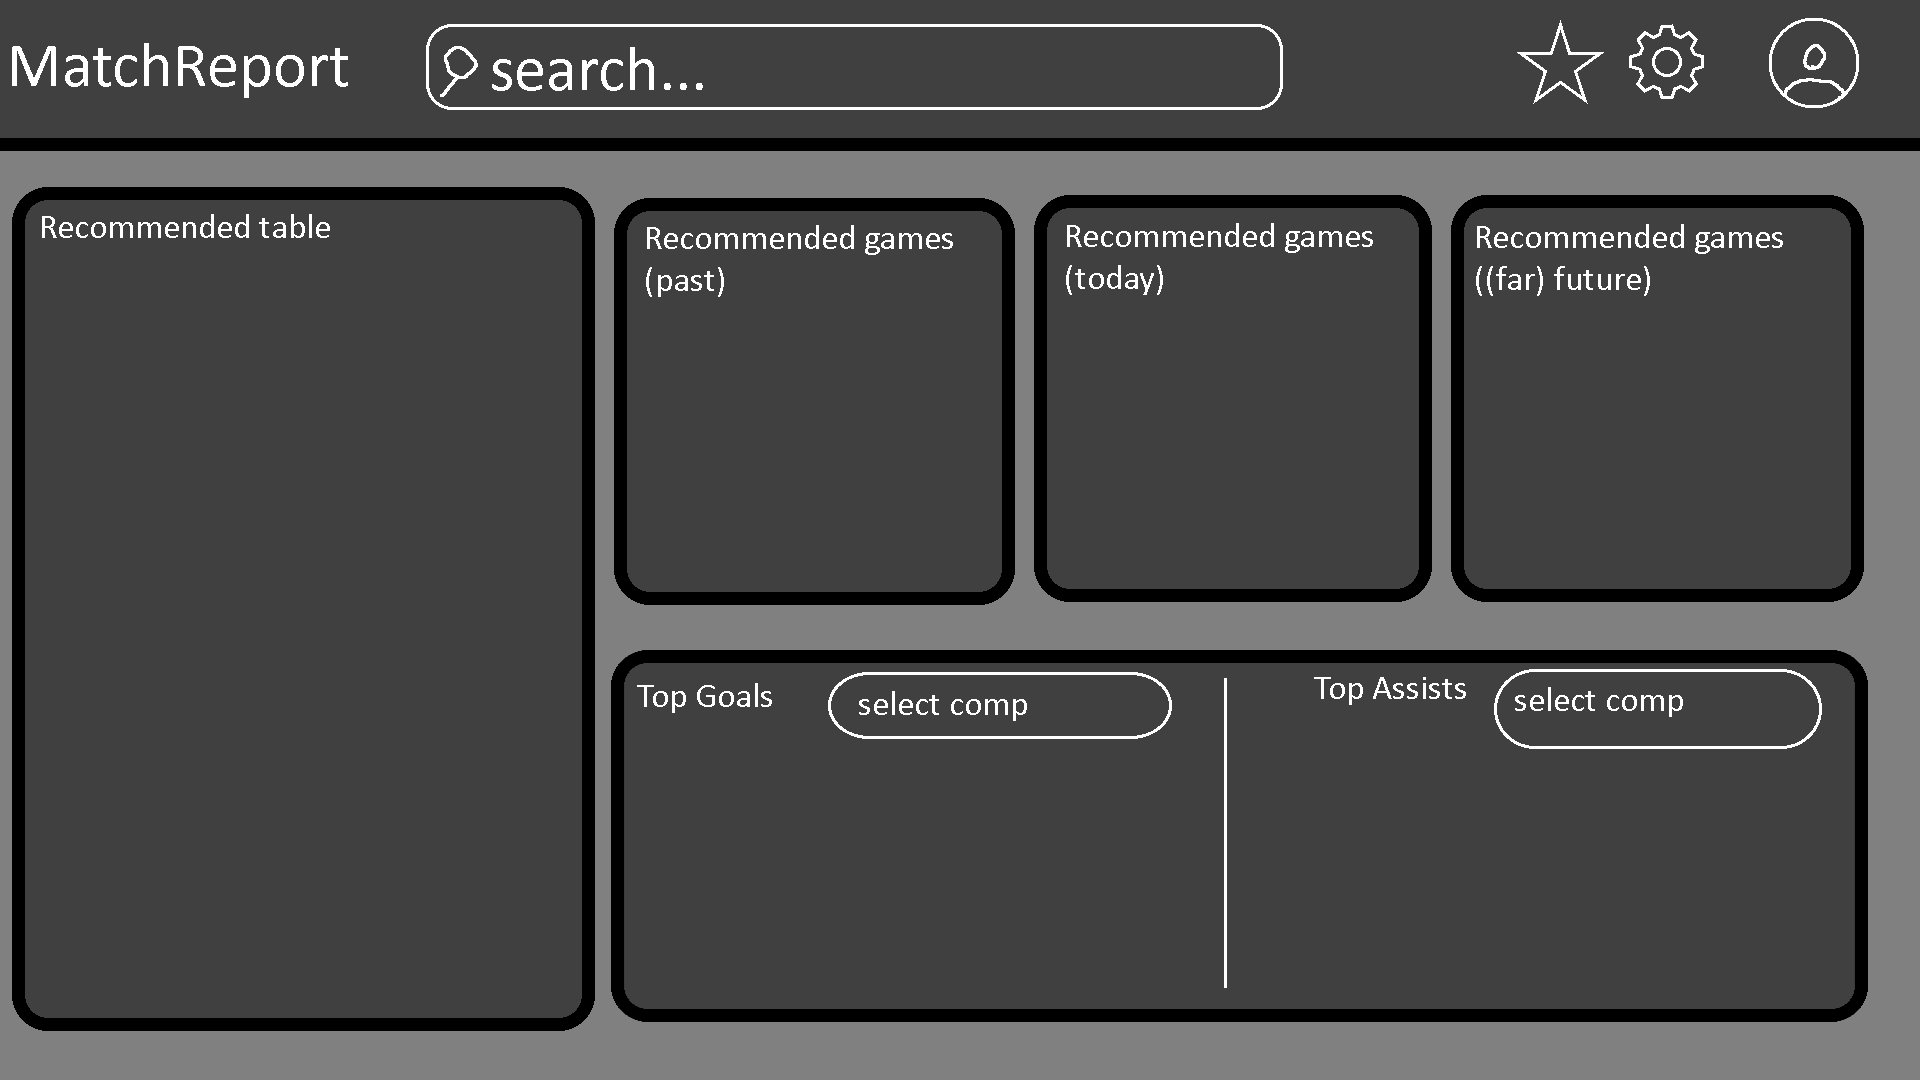 MatchReport
search...
Recommended table
Recommended games
(past)
Recommended games
(today)
Recommended games
((far) future)
Top Goals
select comp
Top Assists
select comp